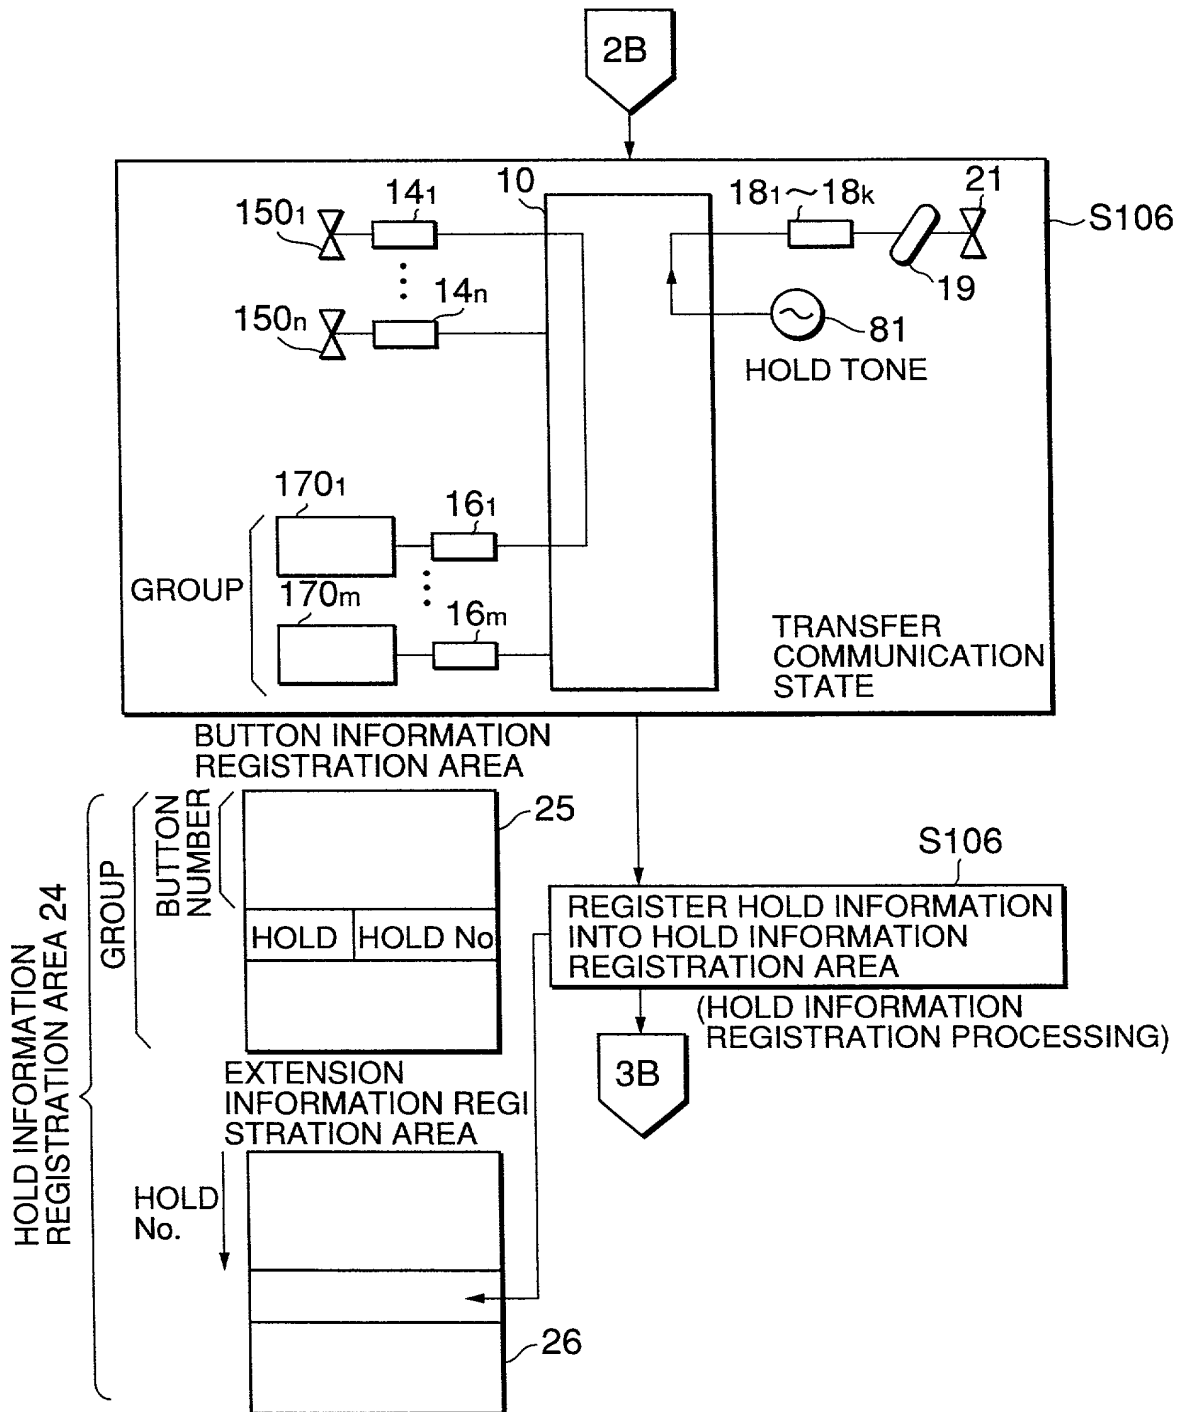 2B
10
18₁~18ₖ
21
14₁
150₁
S106
19
14ₙ
150ₙ
81
HOLD TONE
170₁
16₁
GROUP
170ₘ
16ₘ
TRANSFER
COMMUNICATION
STATE
BUTTON INFORMATION
REGISTRATION AREA
HOLD INFORMATION
REGISTRATION AREA 24
GROUP
BUTTON
NUMBER
25
HOLD
HOLD No
S106
REGISTER HOLD INFORMATION
INTO HOLD INFORMATION
REGISTRATION AREA
(HOLD INFORMATION
REGISTRATION PROCESSING)
3B
EXTENSION
INFORMATION REGI
STRATION AREA
HOLD
No.
26